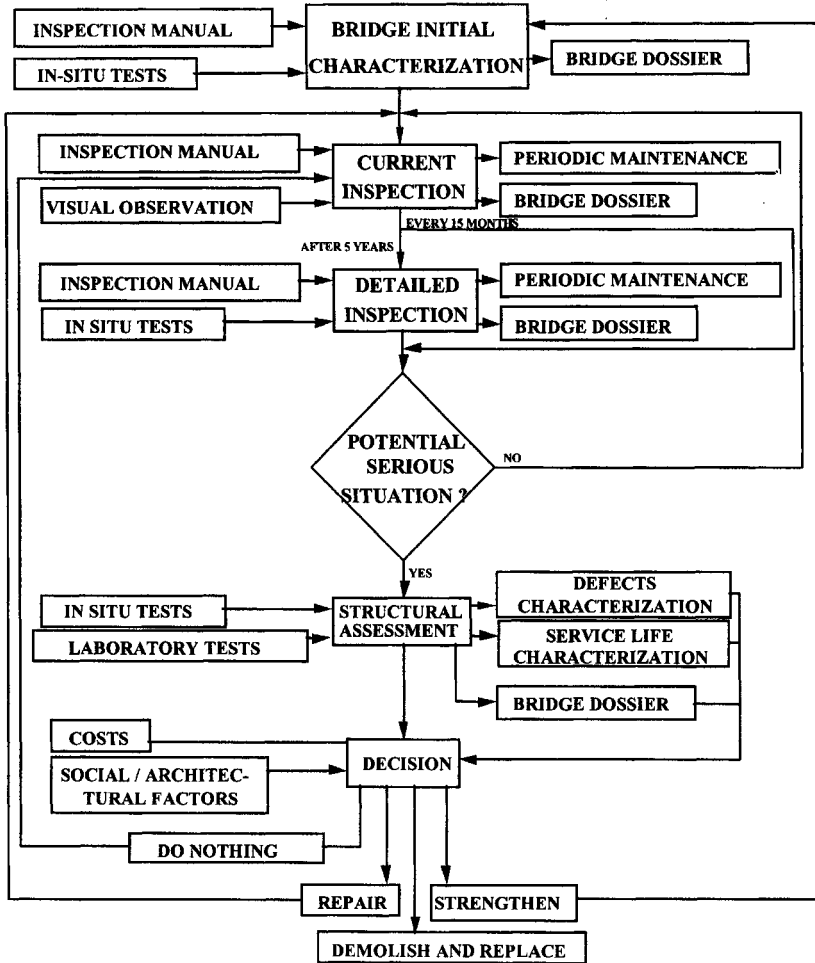 INSPECTION MANUAL
BRIDGE INITIAL
CHARACTERIZATION
IN-SITU TESTS
BRIDGE DOSSIER
INSPECTION MANUAL
CURRENT
INSPECTION
PERIODIC MAINTENANCE
VISUAL OBSERVATION
BRIDGE DOSSIER
EVERY 15 MONTHS
AFTER 5 YEARS
INSPECTION MANUAL
DETAILED
INSPECTION
PERIODIC MAINTENANCE
IN SITU TESTS
BRIDGE DOSSIER
POTENTIAL
SERIOUS
SITUATION ?
NO
YES
IN SITU TESTS
STRUCTURAL
ASSESSMENT
DEFECTS
CHARACTERIZATION
LABORATORY TESTS
SERVICE LIFE
CHARACTERIZATION
BRIDGE DOSSIER
COSTS
DECISION
SOCIAL / ARCHITEC-
TURAL FACTORS
DO NOTHING
REPAIR
STRENGTHEN
DEMOLISH AND REPLACE